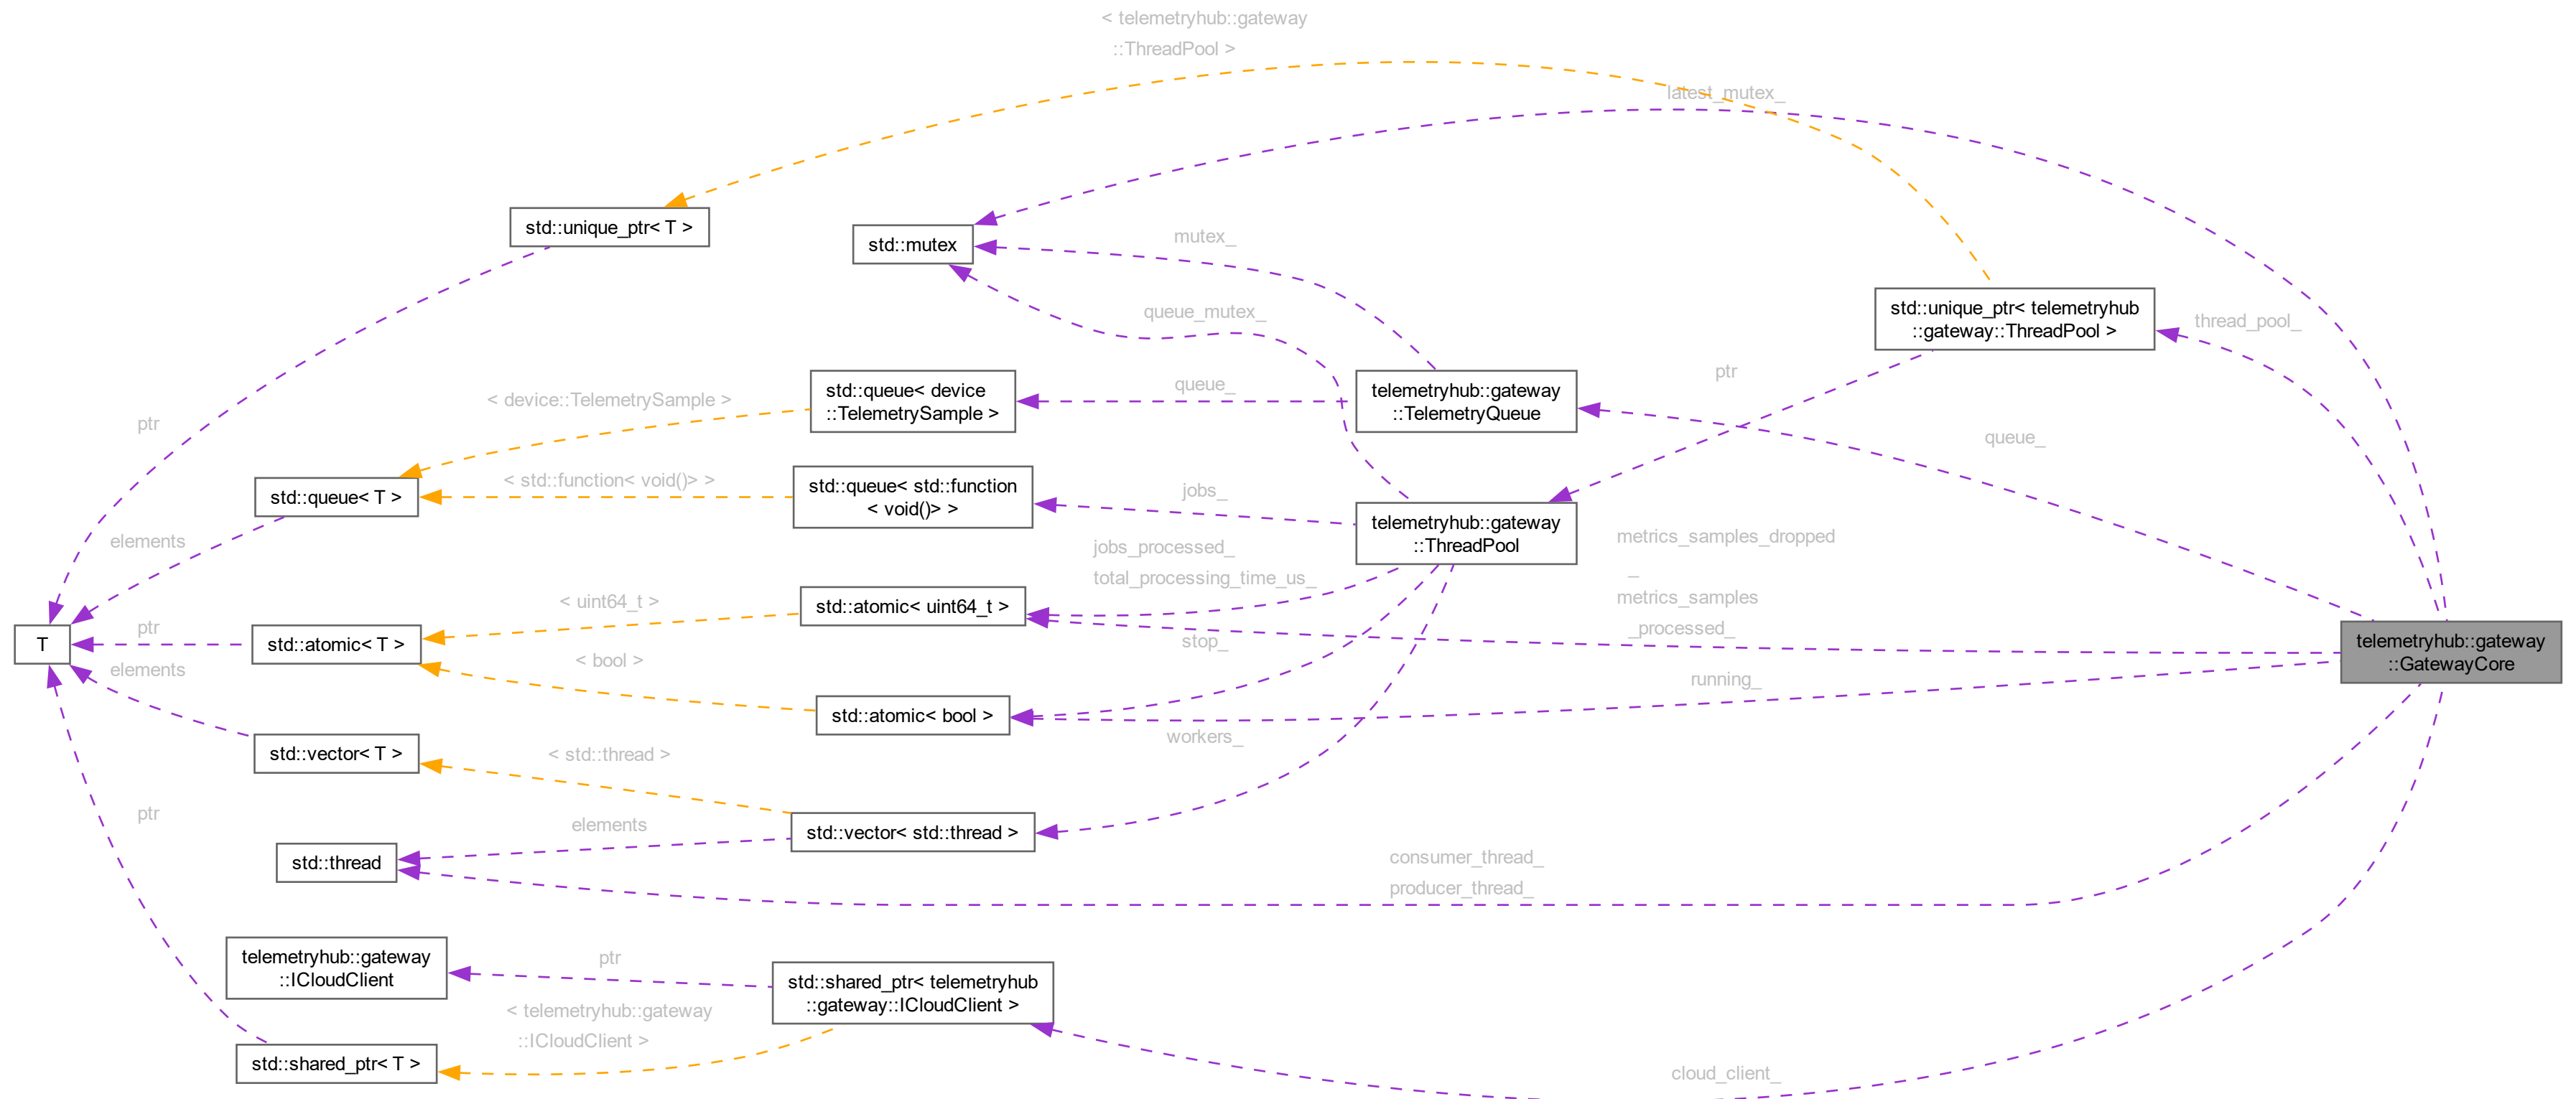 < telemetryhub::gateway
::ThreadPool >
latest_mutex_
std::unique_ptr< T >
std::mutex
mutex_
queue_mutex_
std::unique_ptr< telemetryhub
::gateway::ThreadPool >
thread_pool_
ptr
telemetryhub::gateway
::TelemetryQueue
queue_
std::queue< device
::TelemetrySample >
< device::TelemetrySample >
ptr
queue_
std::queue< T >
< std::function< void()> >
std::queue< std::function
< void()> >
jobs_
telemetryhub::gateway
::ThreadPool
elements
jobs_processed_
total_processing_time_us_
metrics_samples_dropped
_
metrics_samples
_processed_
< uint64_t >
std::atomic< uint64_t >
T
ptr
std::atomic< T >
< bool >
stop_
telemetryhub::gateway
::GatewayCore
elements
std::atomic< bool >
running_
workers_
std::vector< T >
< std::thread >
std::vector< std::thread >
ptr
elements
std::thread
consumer_thread_
producer_thread_
telemetryhub::gateway
::ICloudClient
ptr
std::shared_ptr< telemetryhub
::gateway::ICloudClient >
< telemetryhub::gateway
::ICloudClient >
std::shared_ptr< T >
cloud_client_